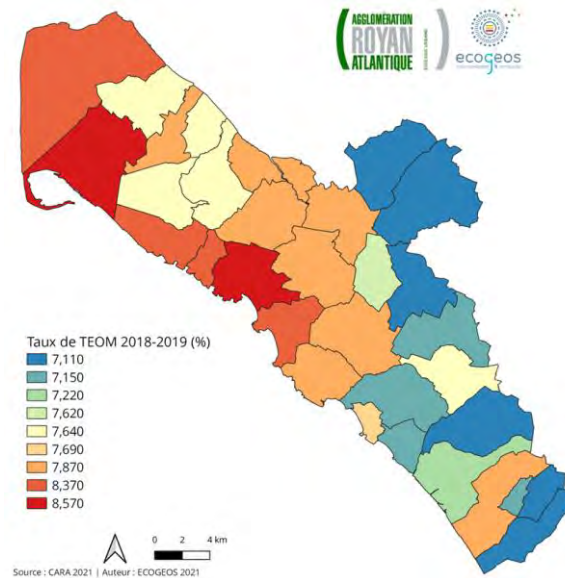 AGGLOMÉRATION
ROYAN
ATLANTIQUE
ecogeos
Taux de TEOM 2018-2019 (%)
7,110
7,150
7,220
7,620
7,640
7,690
7,870
8,370
8,570
0 2 4 km
Source : CARA 2021 | Auteur : ECOGEOS 2021